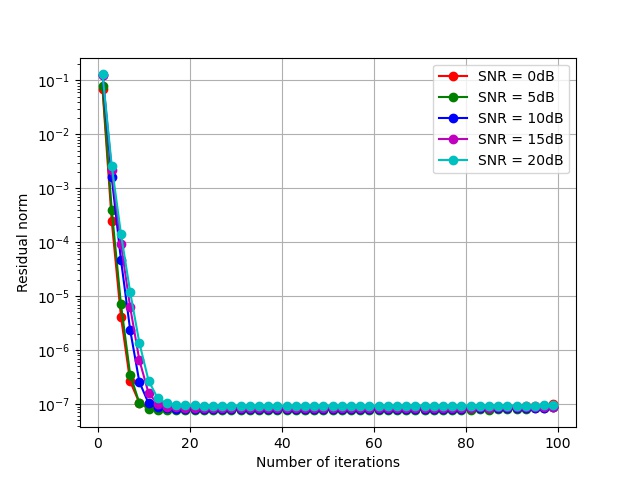 SNR = 0dB
SNR = 5dB
SNR = 10dB
SNR = 15dB
SNR = 20dB
Residual norm
10⁻¹
10⁻²
10⁻³
10⁻⁴
10⁻⁵
10⁻⁶
10⁻⁷
0 20 40 60 80 100
Number of iterations